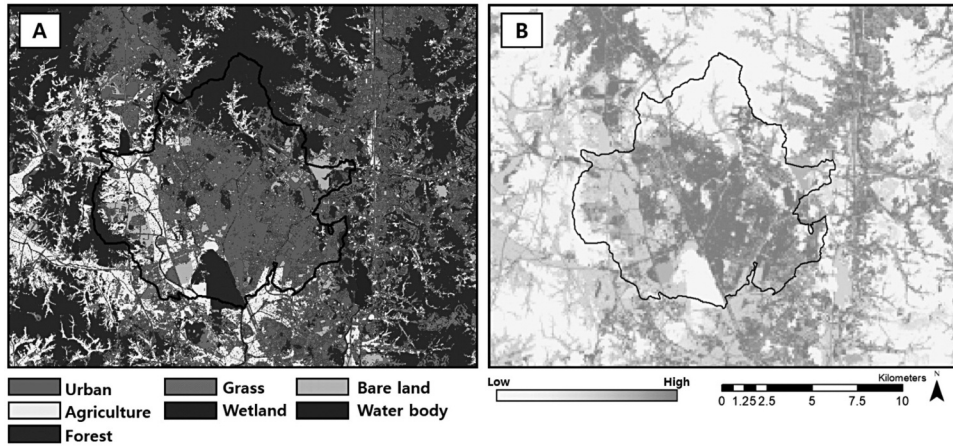 A
B
Urban Grass Bare land
Agriculture Wetland Water body
Forest
Low High
Kilometers
N
0 1.25 2.5 5 7.5 10